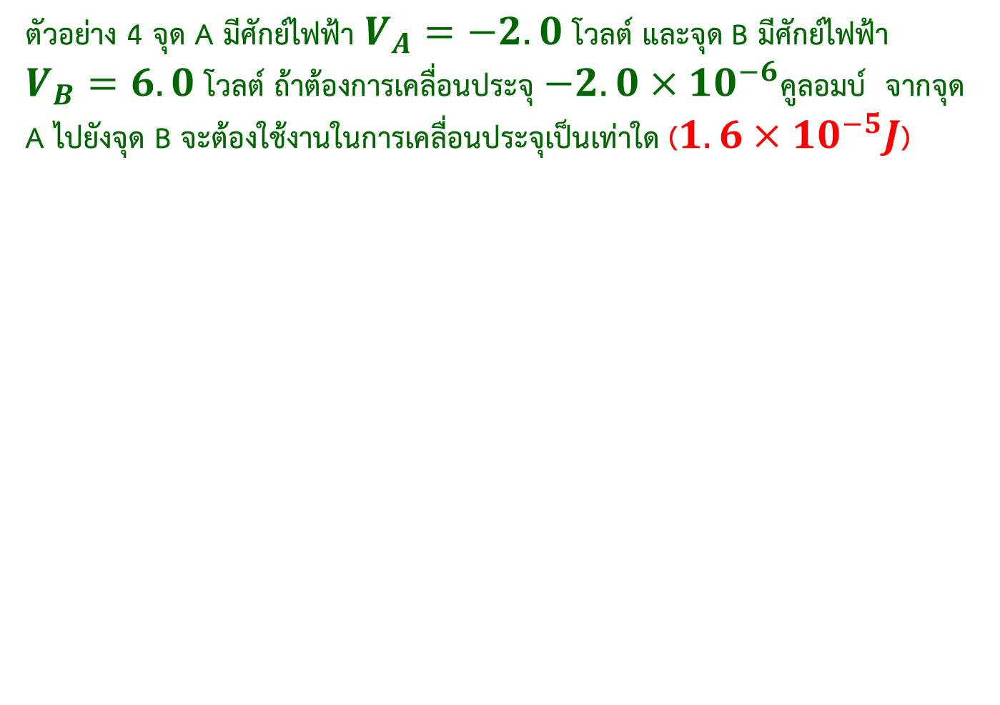 ตัวอย่าง 4 จุด A มีศักย์ไฟฟ้า V_A = −2.0 โวลต์ และจุด B มีศักย์ไฟฟ้า
V_B = 6.0 โวลต์ ถ้าต้องการเคลื่อนประจุ −2.0 × 10⁻⁶ คูลอมบ์ จากจุด
A ไปยังจุด B จะต้องใช้งานในการเคลื่อนประจุเป็นเท่าใด (1.6 × 10⁻⁵J)